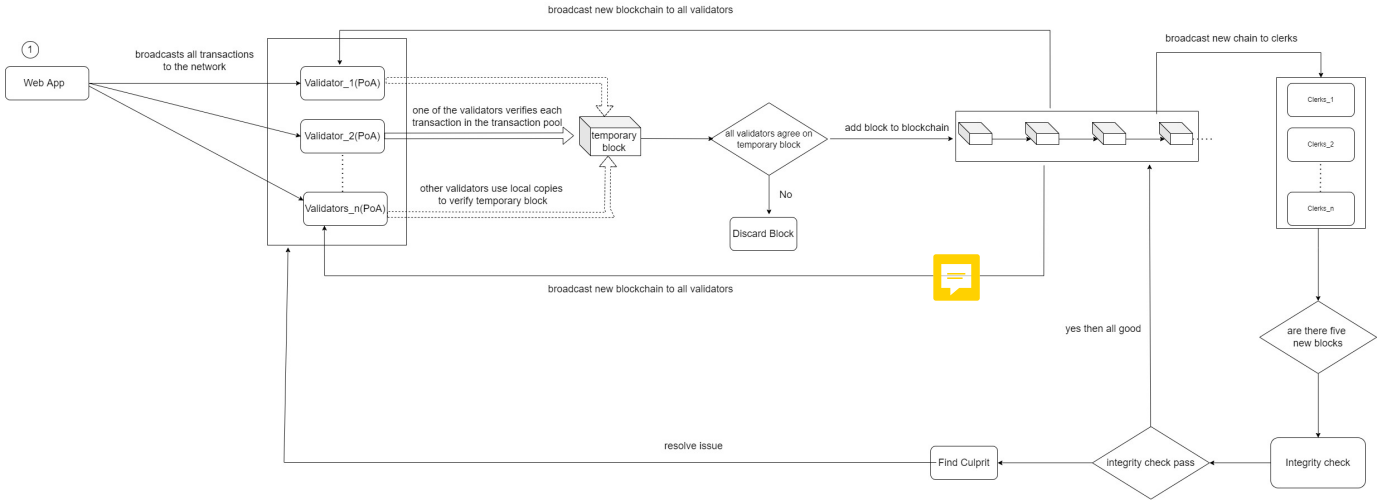 broadcast new blockchain to all validators
1
broadcasts all transactions
to the network
broadcast new chain to clerks
Web App
Validator_1(PoA)
Clerks_1
one of the validators verifies each
transaction in the transaction pool
Validator_2(PoA)
temporary
block
all validators agree on
temporary block
add block to blockchain
Clerks_2
other validators use local copies
to verify temporary block
No
Validators_n(PoA)
Clerks_n
Discard Block
broadcast new blockchain to all validators
yes then all good
are there five
new blocks
resolve issue
Find Culprit
integrity check pass
Integrity check